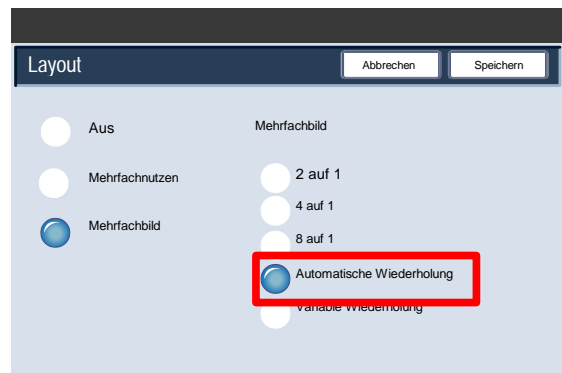 Layout
Abbrechen
Speichern
Aus
Mehrfachnutzen
Mehrfachbild
Mehrfachbild
2 auf 1
4 auf 1
8 auf 1
Automatische Wiederholung
Variable Wiederholung